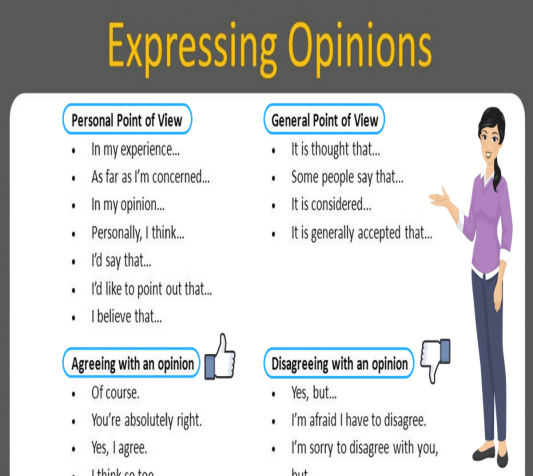 Expressing Opinions
Personal Point of View
• In my experience...
• As far as I'm concerned...
• In my opinion...
• Personally, I think...
• I'd say that...
• I'd like to point out that...
• I believe that...
General Point of View
• It is thought that...
• Some people say that...
• It is considered...
• It is generally accepted that...
Agreeing with an opinion
• Of course.
• You're absolutely right.
• Yes, I agree.
• I think so too.
Disagreeing with an opinion
• Yes, but...
• I'm afraid I have to disagree.
• I'm sorry to disagree with you,
but